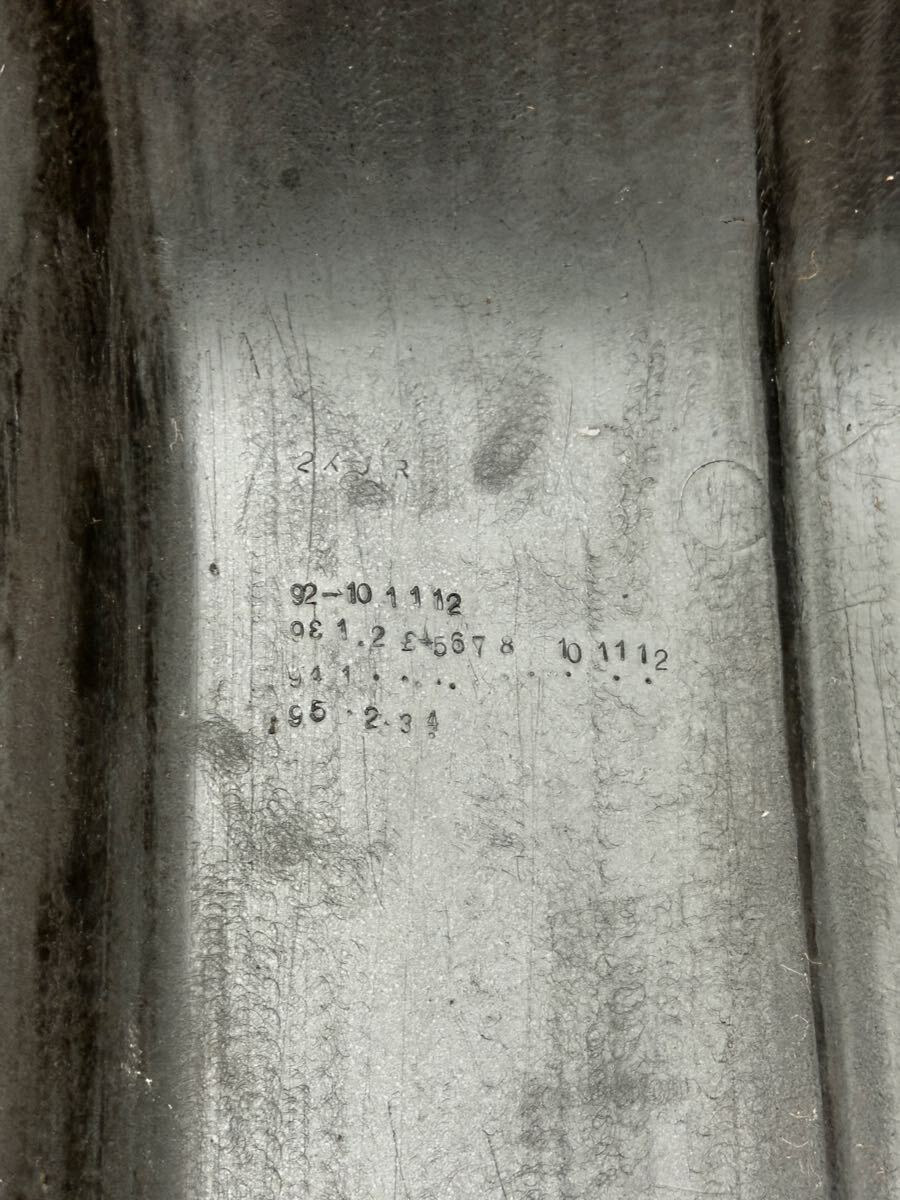 92-10 11 12
93 1.2 3 4 5 6 7 8 10 11 12
94 1 . . . . . . . . .
95 . 2 . 3 4